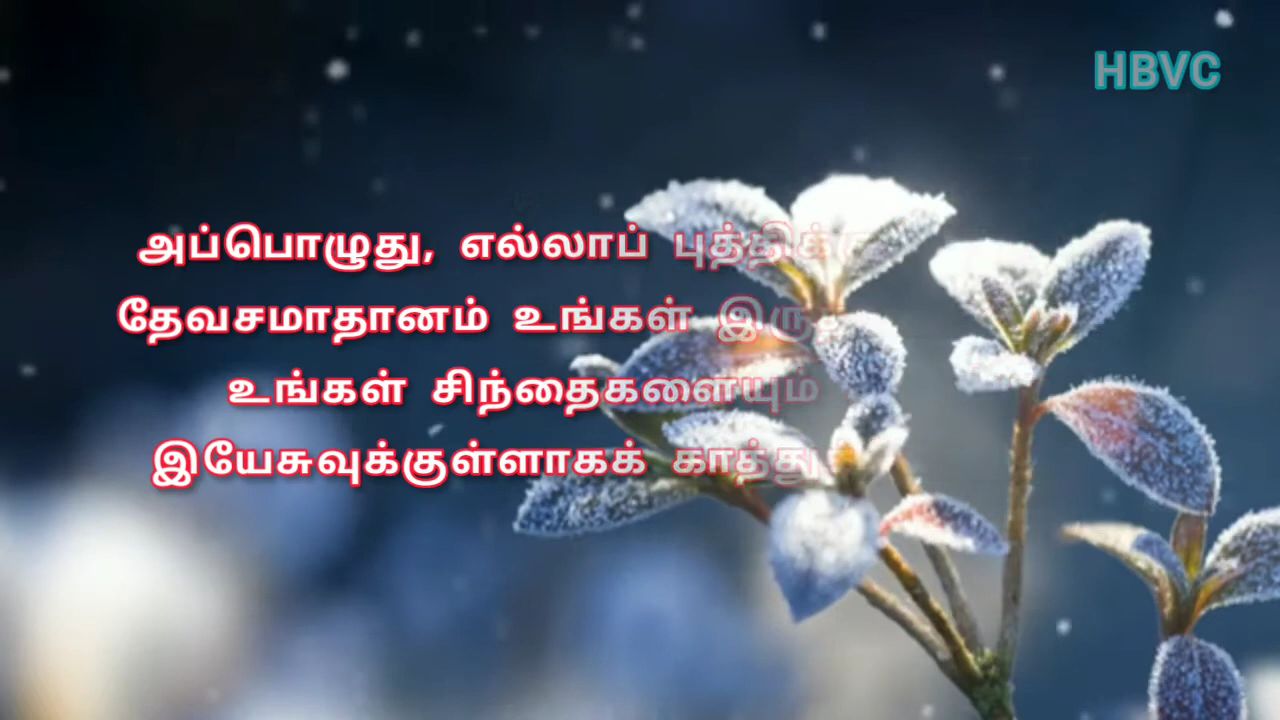 HBVC
அப்பொழுது, எல்லாப்
தேவசமாதானம் உங்கள்
உங்கள் சிந்தைகளையும்
இயேசுவுக்குள்ளாகக்